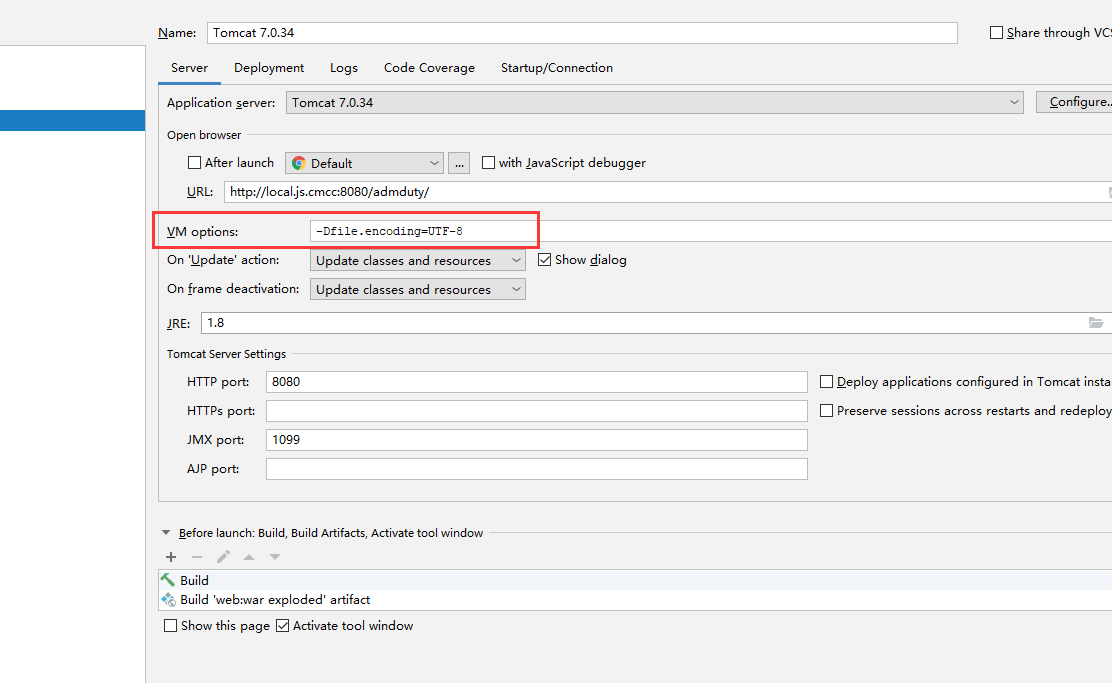 Name: Tomcat 7.0.34 Share through VCS
Server Deployment Logs Code Coverage Startup/Connection
Application server: Tomcat 7.0.34 Configure..
Open browser
After launch Default ... with JavaScript debugger
URL: http://local.js.cmcc:8080/admduty/
VM options: -Dfile.encoding=UTF-8
On 'Update' action: Update classes and resources Show dialog
On frame deactivation: Update classes and resources
JRE: 1.8
Tomcat Server Settings
HTTP port: 8080 Deploy applications configured in Tomcat insta
HTTPs port: Preserve sessions across restarts and redeploy
JMX port: 1099
AJP port:
Before launch: Build, Build Artifacts, Activate tool window
Build
Build 'web:war exploded' artifact
Show this page Activate tool window